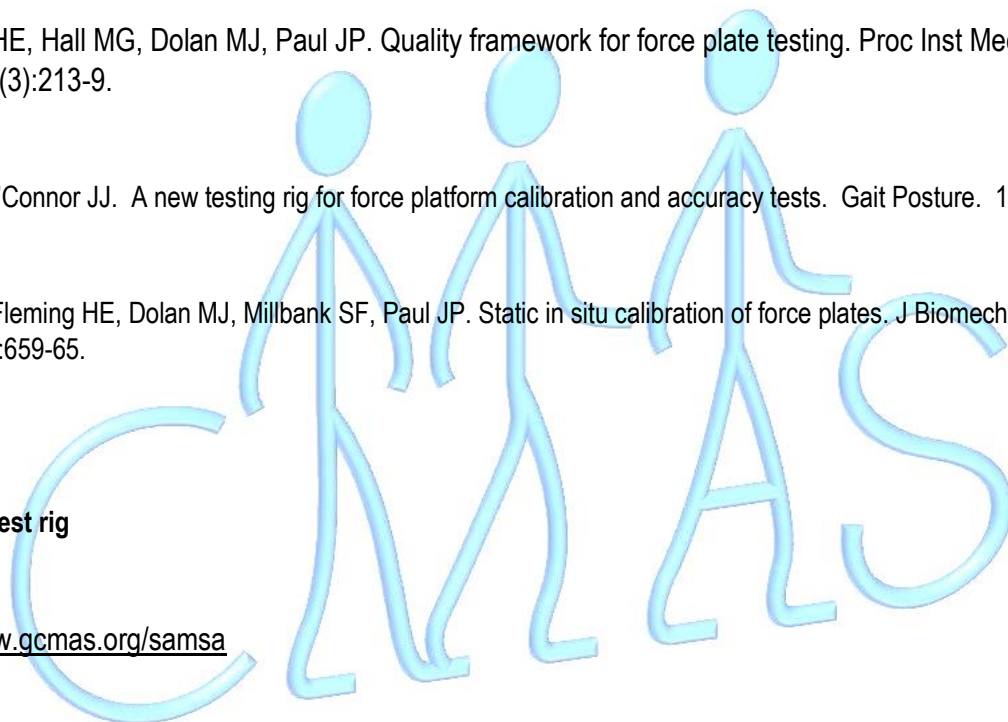 HE, Hall MG, Dolan MJ, Paul JP. Quality framework for force plate testing. Proc Inst Mec
(3):213-9.
'Connor JJ. A new testing rig for force platform calibration and accuracy tests. Gait Posture. 1
Fleming HE, Dolan MJ, Millbank SF, Paul JP. Static in situ calibration of force plates. J Biomech
:659-65.
est rig
w.gcmas.org/samsa
CMAS